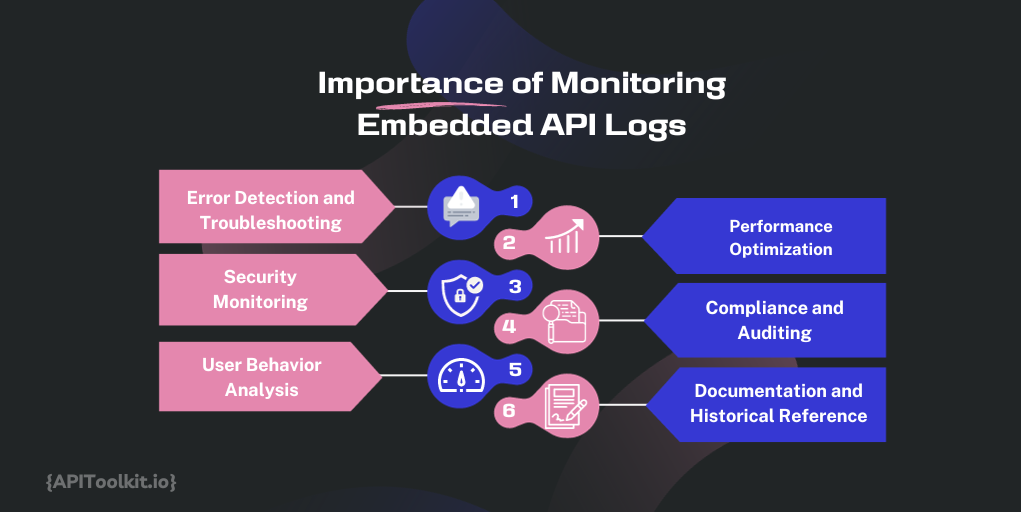 Importance of Monitoring
Embedded API Logs
Error Detection and
Troubleshooting
1
2
Performance
Optimization
Security
Monitoring
3
4
Compliance and
Auditing
User Behavior
Analysis
5
6
Documentation and
Historical Reference
{APIToolkit.io}